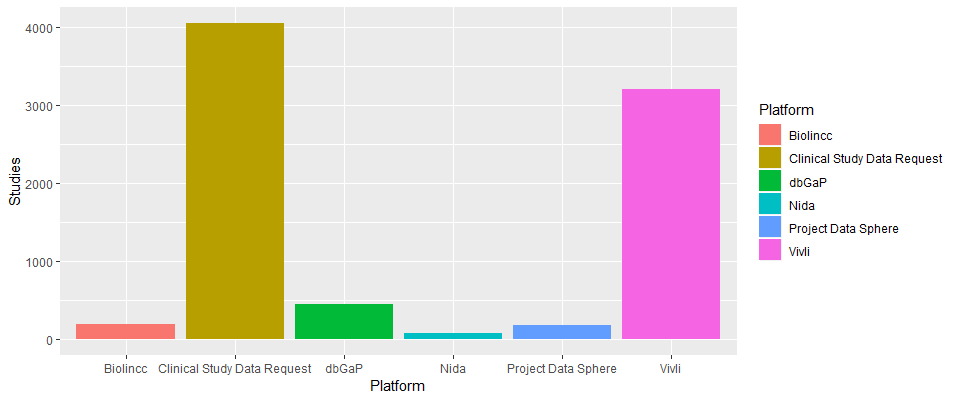 4000
3000
2000
1000
0
Studies
Biolincc Clinical Study Data Request dbGaP Nida Project Data Sphere Vivli
Platform
Platform
Biolincc
Clinical Study Data Request
dbGaP
Nida
Project Data Sphere
Vivli